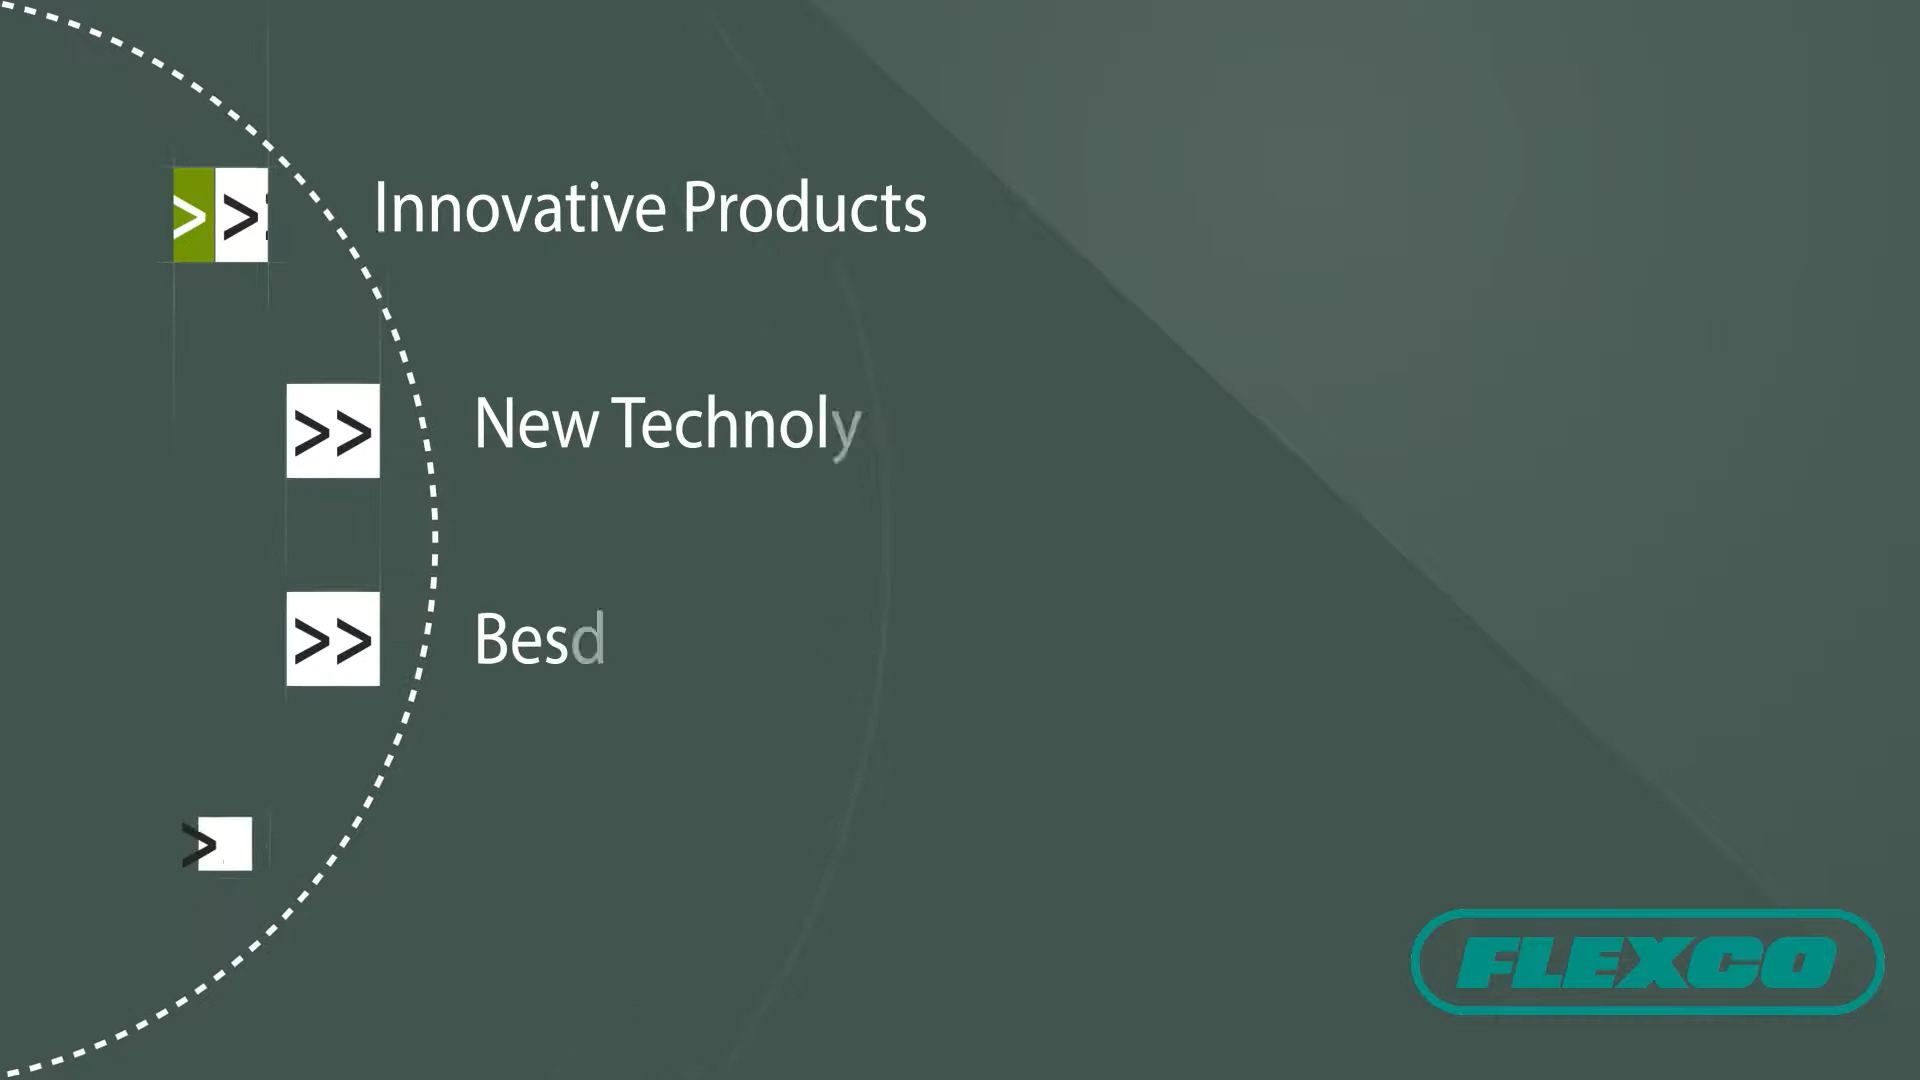 >> Innovative Products
>> New Technoly
>> Besd
>
FLEXCO